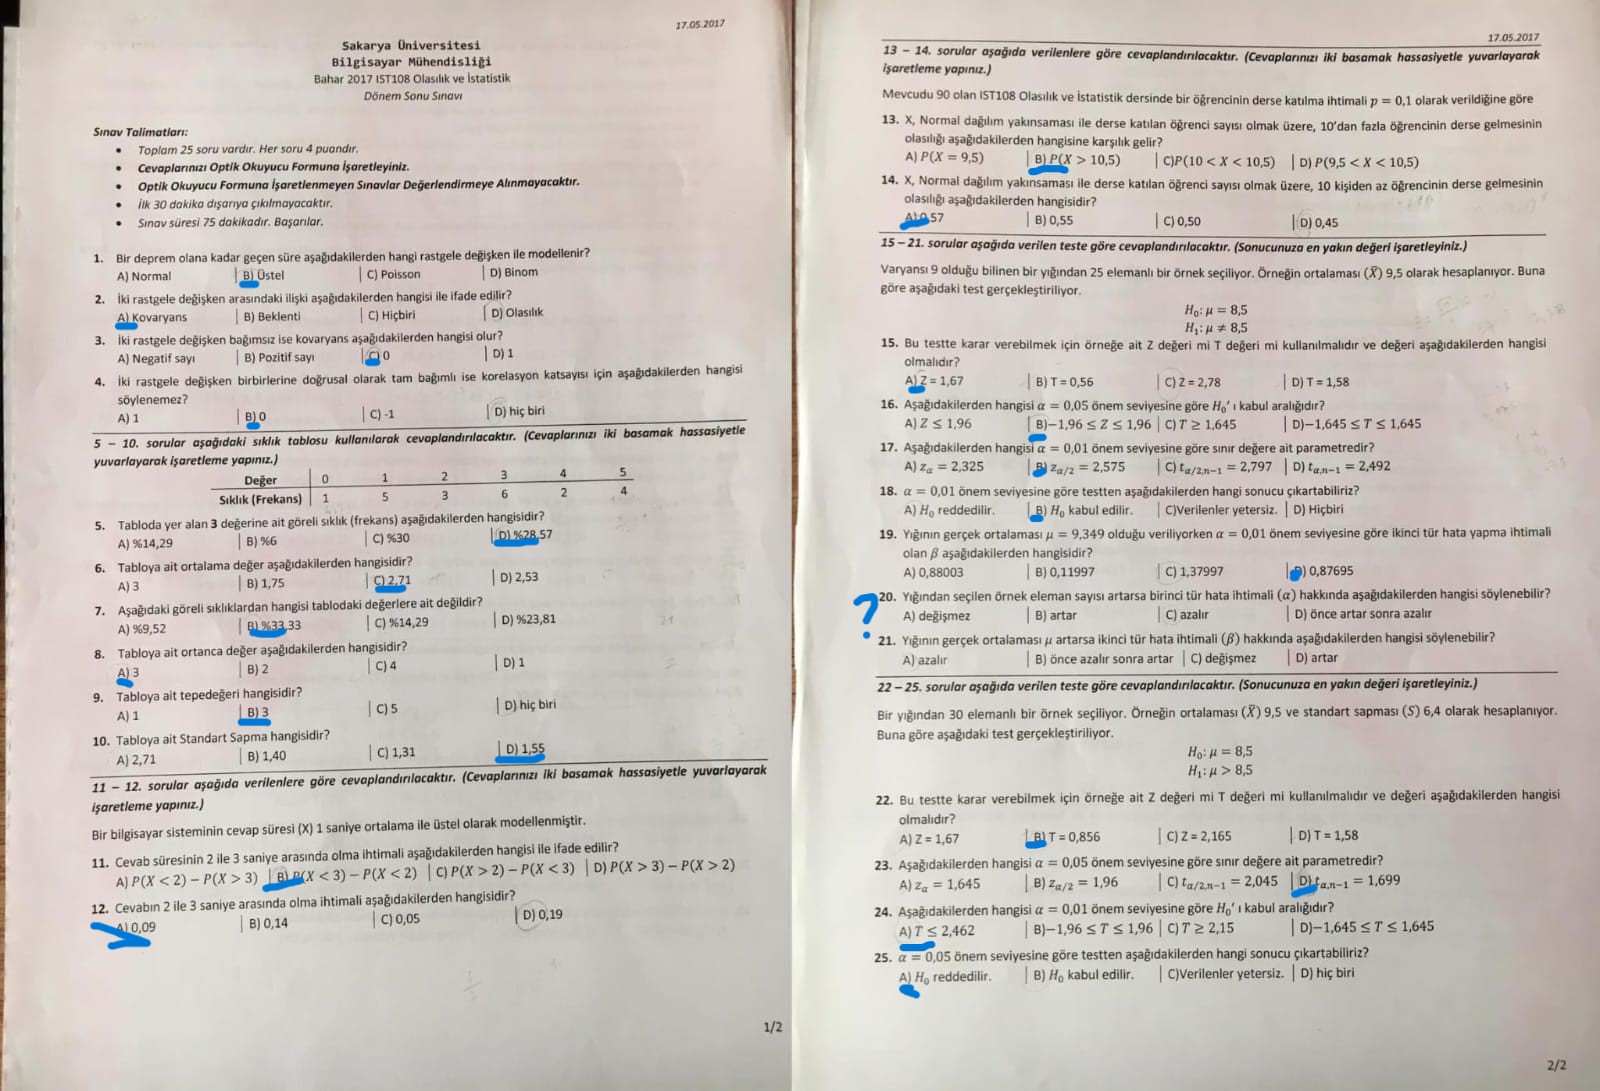 17.05.2017
Sakarya Üniversitesi
Bilgisayar Mühendisliği
Bahar 2017 IST108 Olasılık ve İstatistik
Dönem Sonu Sınavı
Sınav Talimatları:
• Toplam 25 soru vardır. Her soru 4 puandır.
• Cevaplarınızı Optik Okuyucu Formuna İşaretleyiniz.
• Optik Okuyucu Formuna İşaretlenmeyen Sınavlar Değerlendirmeye Alınmayacaktır.
• İlk 30 dakika dışarıya çıkılmayacaktır.
• Sınav süresi 75 dakikadır. Başarılar.
1. Bir deprem olana kadar geçen süre aşağıdakilerden hangi rastgele değişken ile modellenir?
A) Normal | B) Üstel | C) Poisson | D) Binom
2. İki rastgele değişken arasındaki ilişki aşağıdakilerden hangisi ile ifade edilir?
A) Kovaryans | B) Beklenti | C) Hiçbiri | D) Olasılık
3. İki rastgele değişken bağımsız ise kovaryans aşağıdakilerden hangisi olur?
A) Negatif sayı | B) Pozitif sayı | C) 0 | D) 1
4. İki rastgele değişken birbirlerine doğrusal olarak tam bağımlı ise korelasyon katsayısı için aşağıdakilerden hangisi
söylenemez?
A) 1 | B) 0 | C) -1 | D) hiç biri
5 – 10. sorular aşağıdaki sıklık tablosu kullanılarak cevaplandırılacaktır. (Cevaplarınızı iki basamak hassasiyetle
yuvarlayarak işaretleme yapınız.)
Değer | 0 1 2 3 4 5
Sıklık (Frekans) | 1 5 3 6 2 4
5. Tabloda yer alan 3 değerine ait göreli sıklık (frekans) aşağıdakilerden hangisidir?
A) %14,29 | B) %6 | C) %30 | D) %28,57
6. Tabloya ait ortalama değer aşağıdakilerden hangisidir?
A) 3 | B) 1,75 | C) 2,71 | D) 2,53
7. Aşağıdaki göreli sıklıklardan hangisi tablodaki değerlere ait değildir?
A) %9,52 | B) %33,33 | C) %14,29 | D) %23,81
8. Tabloya ait ortanca değer aşağıdakilerden hangisidir?
A) 3 | B) 2 | C) 4 | D) 1
9. Tabloya ait tepedeğeri hangisidir?
A) 1 | B) 3 | C) 5 | D) hiç biri
10. Tabloya ait Standart Sapma hangisidir?
A) 2,71 | B) 1,40 | C) 1,31 | D) 1,55
11 – 12. sorular aşağıda verilenlere göre cevaplandırılacaktır. (Cevaplarınızı iki basamak hassasiyetle yuvarlayarak
işaretleme yapınız.)
Bir bilgisayar sisteminin cevap süresi (X) 1 saniye ortalama ile üstel olarak modellenmiştir.
11. Cevab süresinin 2 ile 3 saniye arasında olma ihtimali aşağıdakilerden hangisi ile ifade edilir?
A) P(X < 2) − P(X > 3) | B) P(X < 3) − P(X < 2) | C) P(X > 2) − P(X < 3) | D) P(X > 3) − P(X > 2)
12. Cevabın 2 ile 3 saniye arasında olma ihtimali aşağıdakilerden hangisidir?
A) 0,09 | B) 0,14 | C) 0,05 | D) 0,19
1/2
17.05.2017
13 – 14. sorular aşağıda verilenlere göre cevaplandırılacaktır. (Cevaplarınızı iki basamak hassasiyetle yuvarlayarak
işaretleme yapınız.)
Mevcudu 90 olan IST108 Olasılık ve İstatistik dersinde bir öğrencinin derse katılma ihtimali p = 0,1 olarak verildiğine göre
13. X, Normal dağılım yakınsaması ile derse katılan öğrenci sayısı olmak üzere, 10'dan fazla öğrencinin derse gelmesinin
olasılığı aşağıdakilerden hangisine karşılık gelir?
A) P(X = 9,5) | B) P(X > 10,5) | C)P(10 < X < 10,5) | D) P(9,5 < X < 10,5)
14. X, Normal dağılım yakınsaması ile derse katılan öğrenci sayısı olmak üzere, 10 kişiden az öğrencinin derse gelmesinin
olasılığı aşağıdakilerden hangisidir?
A) 0,57 | B) 0,55 | C) 0,50 | D) 0,45
15 – 21. sorular aşağıda verilen teste göre cevaplandırılacaktır. (Sonucunuza en yakın değeri işaretleyiniz.)
Varyansı 9 olduğu bilinen bir yığından 25 elemanlı bir örnek seçiliyor. Örneğin ortalaması (X̄) 9,5 olarak hesaplanıyor. Buna
göre aşağıdaki test gerçekleştiriliyor.
H₀: μ = 8,5
H₁: μ ≠ 8,5
15. Bu testte karar verebilmek için örneğe ait Z değeri mi T değeri mi kullanılmalıdır ve değeri aşağıdakilerden hangisi
olmalıdır?
A) Z = 1,67 | B) T = 0,56 | C) Z = 2,78 | D) T = 1,58
16. Aşağıdakilerden hangisi α = 0,05 önem seviyesine göre H₀' ı kabul aralığıdır?
A) Z ≤ 1,96 | B)−1,96 ≤ Z ≤ 1,96 | C) T ≥ 1,645 | D)−1,645 ≤ T ≤ 1,645
17. Aşağıdakilerden hangisi α = 0,01 önem seviyesine göre sınır değere ait parametredir?
A) zα = 2,325 | B) zα/2 = 2,575 | C) tα/2,n−1 = 2,797 | D) tα,n−1 = 2,492
18. α = 0,01 önem seviyesine göre testten aşağıdakilerden hangi sonucu çıkartabiliriz?
A) H₀ reddedilir. | B) H₀ kabul edilir. | C)Verilenler yetersiz. | D) Hiçbiri
19. Yığının gerçek ortalaması μ = 9,349 olduğu veriliyorken α = 0,01 önem seviyesine göre ikinci tür hata yapma ihtimali
olan β aşağıdakilerden hangisidir?
A) 0,88003 | B) 0,11997 | C) 1,37997 | D) 0,87695
? 20. Yığından seçilen örnek eleman sayısı artarsa birinci tür hata ihtimali (α) hakkında aşağıdakilerden hangisi söylenebilir?
A) değişmez | B) artar | C) azalır | D) önce artar sonra azalır
21. Yığının gerçek ortalaması μ artarsa ikinci tür hata ihtimali (β) hakkında aşağıdakilerden hangisi söylenebilir?
A) azalır | B) önce azalır sonra artar | C) değişmez | D) artar
22 – 25. sorular aşağıda verilen teste göre cevaplandırılacaktır. (Sonucunuza en yakın değeri işaretleyiniz.)
Bir yığından 30 elemanlı bir örnek seçiliyor. Örneğin ortalaması (X̄) 9,5 ve standart sapması (S) 6,4 olarak hesaplanıyor.
Buna göre aşağıdaki test gerçekleştiriliyor.
H₀: μ = 8,5
H₁: μ > 8,5
22. Bu testte karar verebilmek için örneğe ait Z değeri mi T değeri mi kullanılmalıdır ve değeri aşağıdakilerden hangisi
olmalıdır?
A) Z = 1,67 | B) T = 0,856 | C) Z = 2,165 | D) T = 1,58
23. Aşağıdakilerden hangisi α = 0,05 önem seviyesine göre sınır değere ait parametredir?
A) zα = 1,645 | B) zα/2 = 1,96 | C) tα/2,n−1 = 2,045 | D) tα,n−1 = 1,699
24. Aşağıdakilerden hangisi α = 0,01 önem seviyesine göre H₀' ı kabul aralığıdır?
A) T ≤ 2,462 | B)−1,96 ≤ T ≤ 1,96 | C) T ≥ 2,15 | D)−1,645 ≤ T ≤ 1,645
25. α = 0,05 önem seviyesine göre testten aşağıdakilerden hangi sonucu çıkartabiliriz?
A) H₀ reddedilir. | B) H₀ kabul edilir. | C)Verilenler yetersiz. | D) hiç biri
2/2